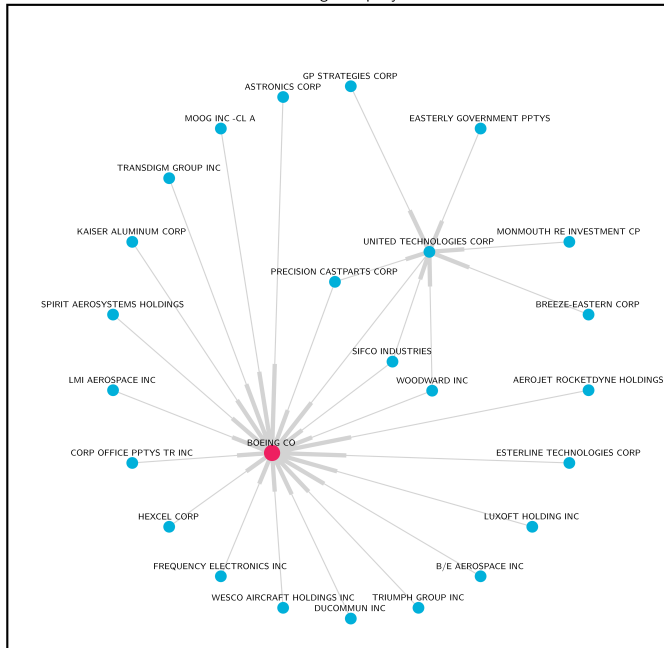 GP STRATEGIES CORP
ASTRONICS CORP
MOOG INC -CL A
EASTERLY GOVERNMENT PPTYS
TRANSDIGM GROUP INC
KAISER ALUMINUM CORP
UNITED TECHNOLOGIES CORP
MONMOUTH RE INVESTMENT CP
PRECISION CASTPARTS CORP
SPIRIT AEROSYSTEMS HOLDINGS
BREEZE-EASTERN CORP
SIFCO INDUSTRIES
LMI AEROSPACE INC
WOODWARD INC
AEROJET ROCKETDYNE HOLDINGS
BOEING CO
CORP OFFICE PPTYS TR INC
ESTERLINE TECHNOLOGIES CORP
HEXCEL CORP
LUXOFT HOLDING INC
FREQUENCY ELECTRONICS INC
B/E AEROSPACE INC
WESCO AIRCRAFT HOLDINGS INC
TRIUMPH GROUP INC
DUCOMMUN INC